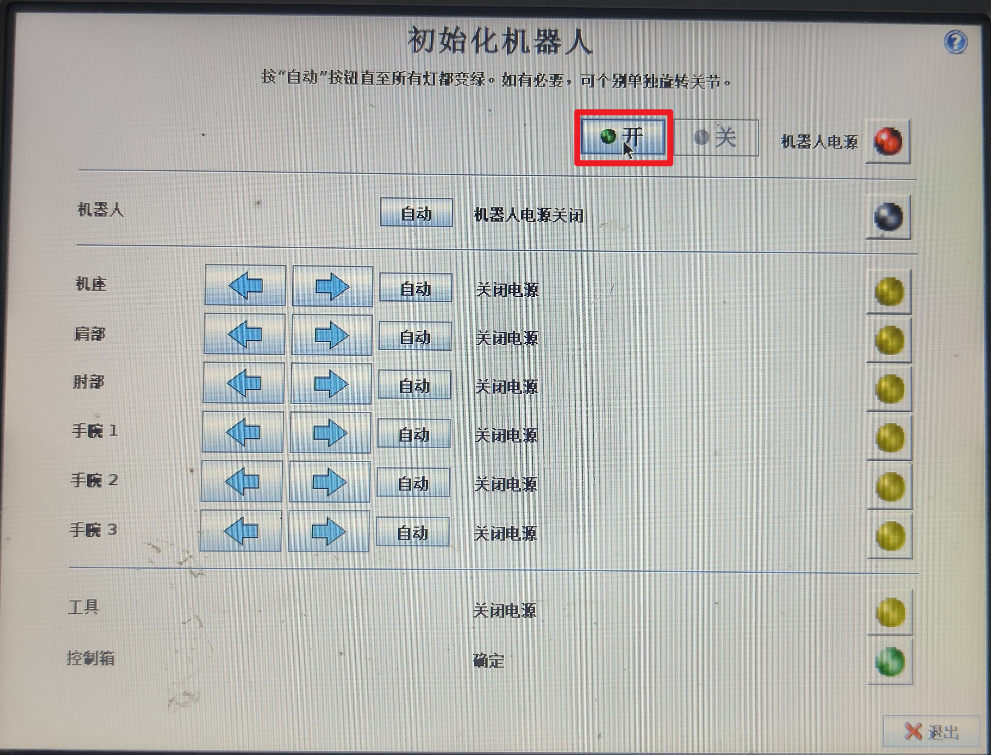 初始化机器人
按“自动”按钮直至所有灯都变绿。如有必要，可个别单独旋转关节。
开 关 机器人电源
机器人 自动 机器人电源关闭
机座 自动 关闭电源
肩部 自动 关闭电源
肘部 自动 关闭电源
手腕 1 自动 关闭电源
手腕 2 自动 关闭电源
手腕 3 自动 关闭电源
工具 关闭电源
控制箱 确定
退出